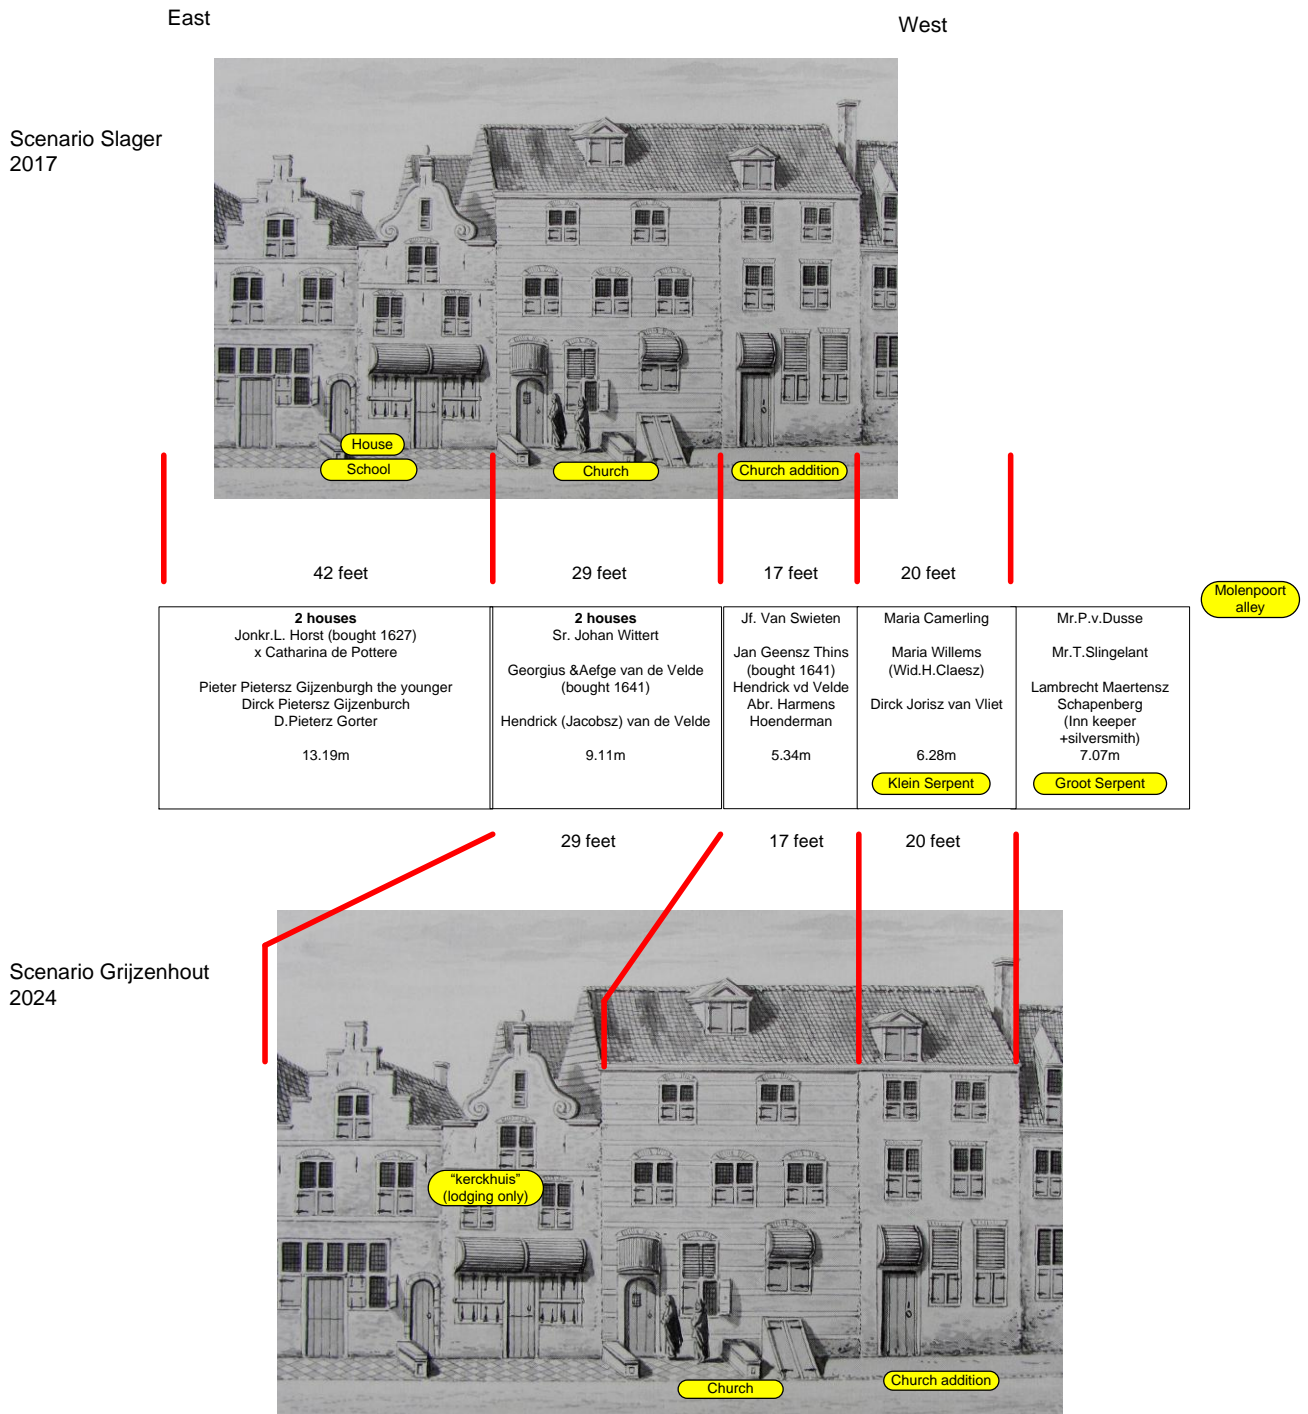 East
West
Scenario Slager
2017
House
School
Church
Church addition
42 feet
29 feet
17 feet
20 feet
Molenpoort
alley
2 houses
Jonkr.L. Horst (bought 1627)
x Catharina de Pottere
Pieter Pietersz Gijzenburgh the younger
Dirck Pietersz Gijzenburch
D.Pieterz Gorter
13.19m
2 houses
Sr. Johan Wittert
Georgius &Aefge van de Velde
(bought 1641)
Hendrick (Jacobsz) van de Velde
9.11m
Jf. Van Swieten
Jan Geensz Thins
(bought 1641)
Hendrick vd Velde
Abr. Harmens
Hoenderman
5.34m
Maria Camerling
Maria Willems
(Wid.H.Claesz)
Dirck Jorisz van Vliet
6.28m
Klein Serpent
Mr.P.v.Dusse
Mr.T.Slingelant
Lambrecht Maertensz
Schapenberg
(Inn keeper
+silversmith)
7.07m
Groot Serpent
29 feet
17 feet
20 feet
Scenario Grijzenhout
2024
“kerckhuis”
(lodging only)
Church
Church addition